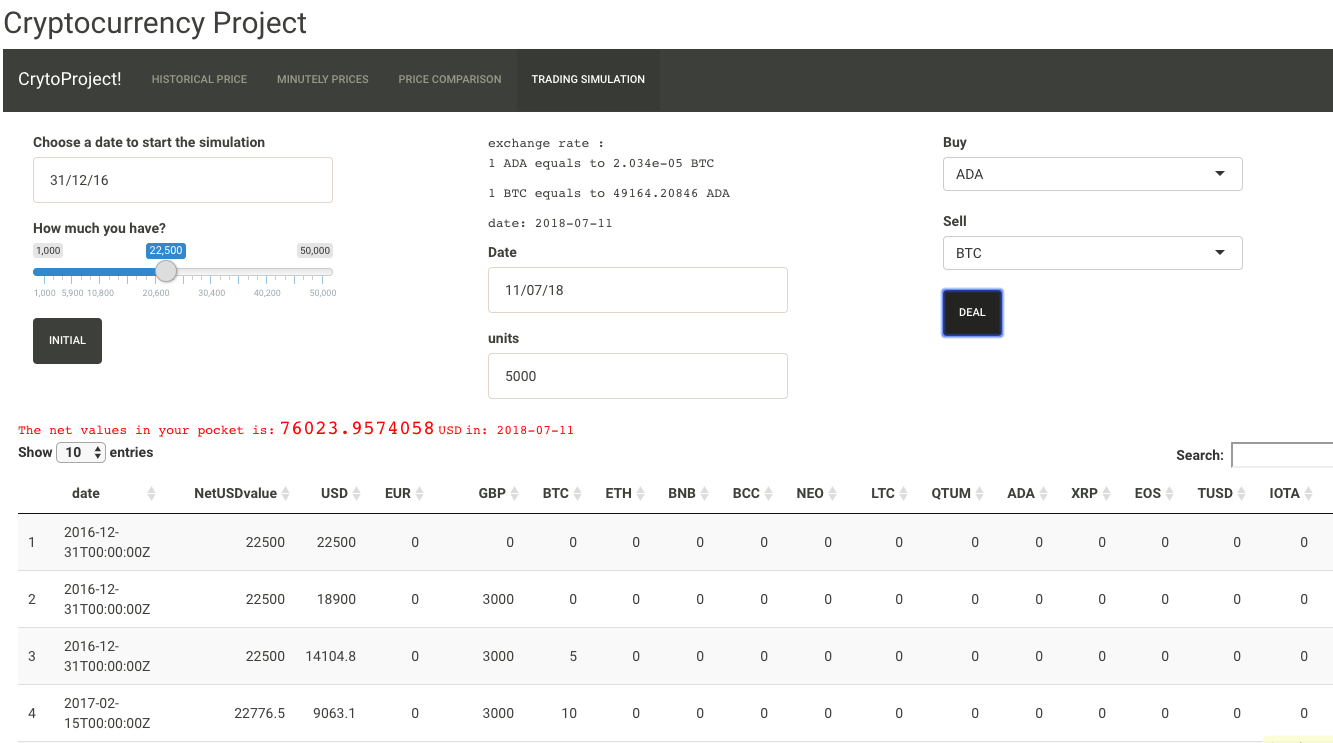 Cryptocurrency Project
CrytoProject! HISTORICAL PRICE MINUTELY PRICES PRICE COMPARISON TRADING SIMULATION
Choose a date to start the simulation
31/12/16
How much you have?
1,000 22,500 50,000
1,000 5,900 10,800 20,600 30,400 40,200 50,000
INITIAL
exchange rate :
1 ADA equals to 2.034e-05 BTC
1 BTC equals to 49164.20846 ADA
date: 2018-07-11
Date
11/07/18
units
5000
Buy
ADA
Sell
BTC
DEAL
The net values in your pocket is: 76023.9574058 USD in: 2018-07-11
Show 10 entries
Search:
date NetUSDvalue USD EUR GBP BTC ETH BNB BCC NEO LTC QTUM ADA XRP EOS TUSD IOTA
1 2016-12-31T00:00:00Z 22500 22500 0 0 0 0 0 0 0 0 0 0 0 0 0 0
2 2016-12-31T00:00:00Z 22500 18900 0 3000 0 0 0 0 0 0 0 0 0 0 0 0
3 2016-12-31T00:00:00Z 22500 14104.8 0 3000 5 0 0 0 0 0 0 0 0 0 0 0
4 2017-02-15T00:00:00Z 22776.5 9063.1 0 3000 10 0 0 0 0 0 0 0 0 0 0 0